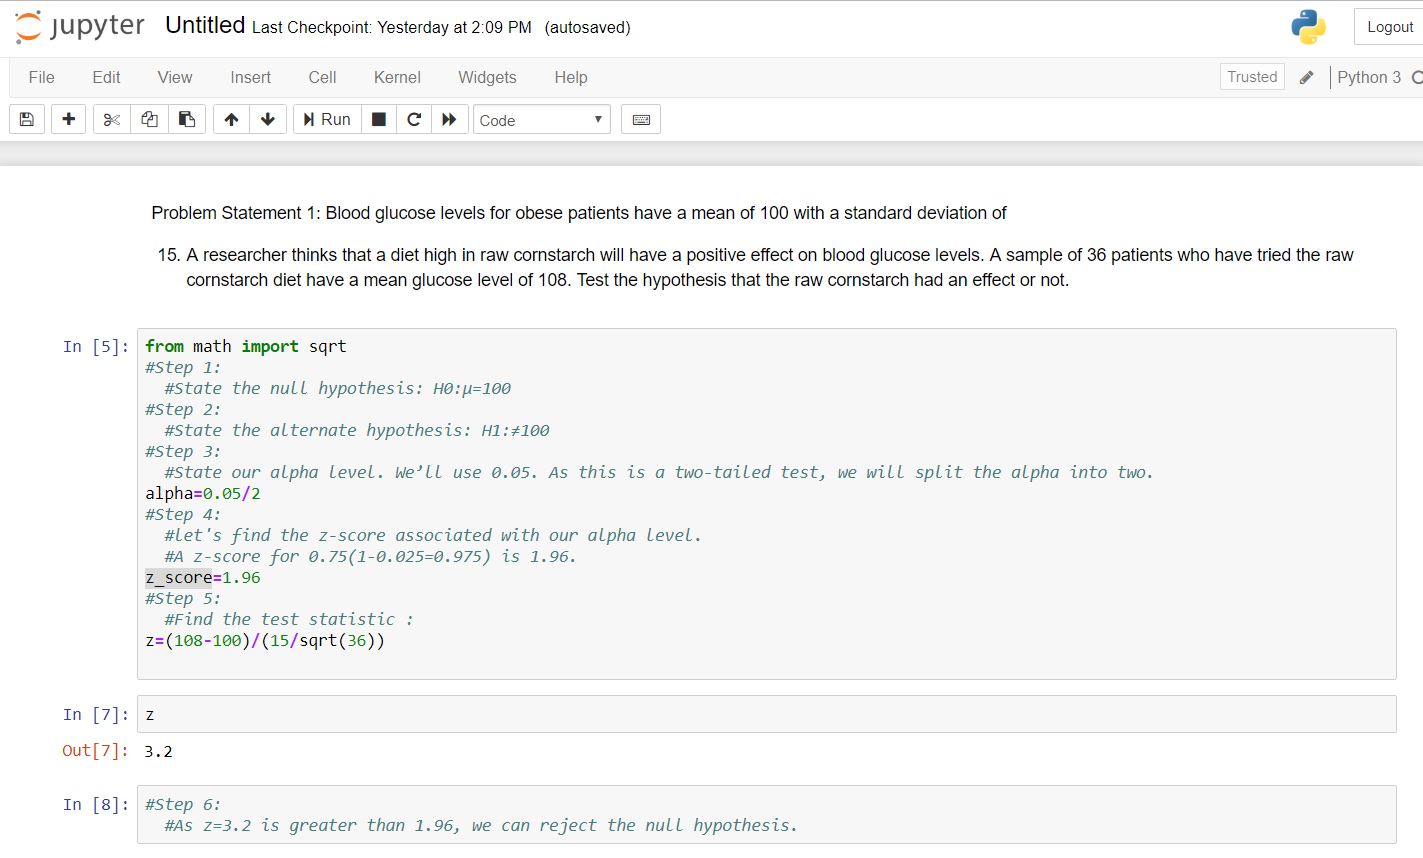 jupyter Untitled Last Checkpoint: Yesterday at 2:09 PM (autosaved)
Logout
File Edit View Insert Cell Kernel Widgets Help
Trusted Python 3
Run Code
Problem Statement 1: Blood glucose levels for obese patients have a mean of 100 with a standard deviation of
15. A researcher thinks that a diet high in raw cornstarch will have a positive effect on blood glucose levels. A sample of 36 patients who have tried the raw
cornstarch diet have a mean glucose level of 108. Test the hypothesis that the raw cornstarch had an effect or not.
In [5]: from math import sqrt
#Step 1:
#State the null hypothesis: H0:μ=100
#Step 2:
#State the alternate hypothesis: H1:≠100
#Step 3:
#State our alpha level. We’ll use 0.05. As this is a two-tailed test, we will split the alpha into two.
alpha=0.05/2
#Step 4:
#let's find the z-score associated with our alpha level.
#A z-score for 0.75(1-0.025=0.975) is 1.96.
z_score=1.96
#Step 5:
#Find the test statistic :
z=(108-100)/(15/sqrt(36))
In [7]: z
Out[7]: 3.2
In [8]: #Step 6:
#As z=3.2 is greater than 1.96, we can reject the null hypothesis.